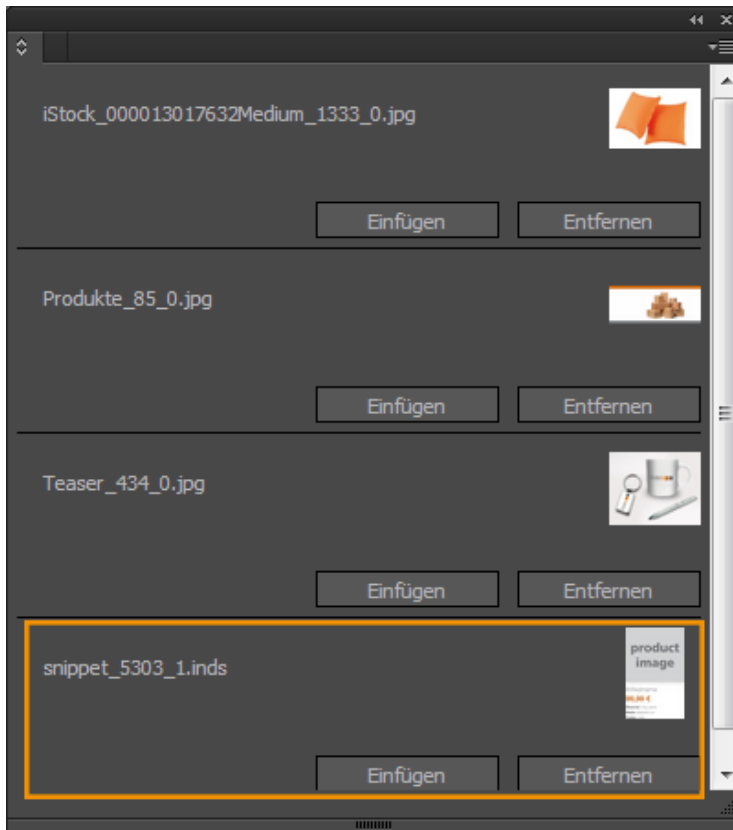 iStock_000013017632Medium_1333_0.jpg
Einfügen Entfernen
Produkte_85_0.jpg
Einfügen Entfernen
Teaser_434_0.jpg
Einfügen Entfernen
product
image
snippet_5303_1.inds
Einfügen Entfernen